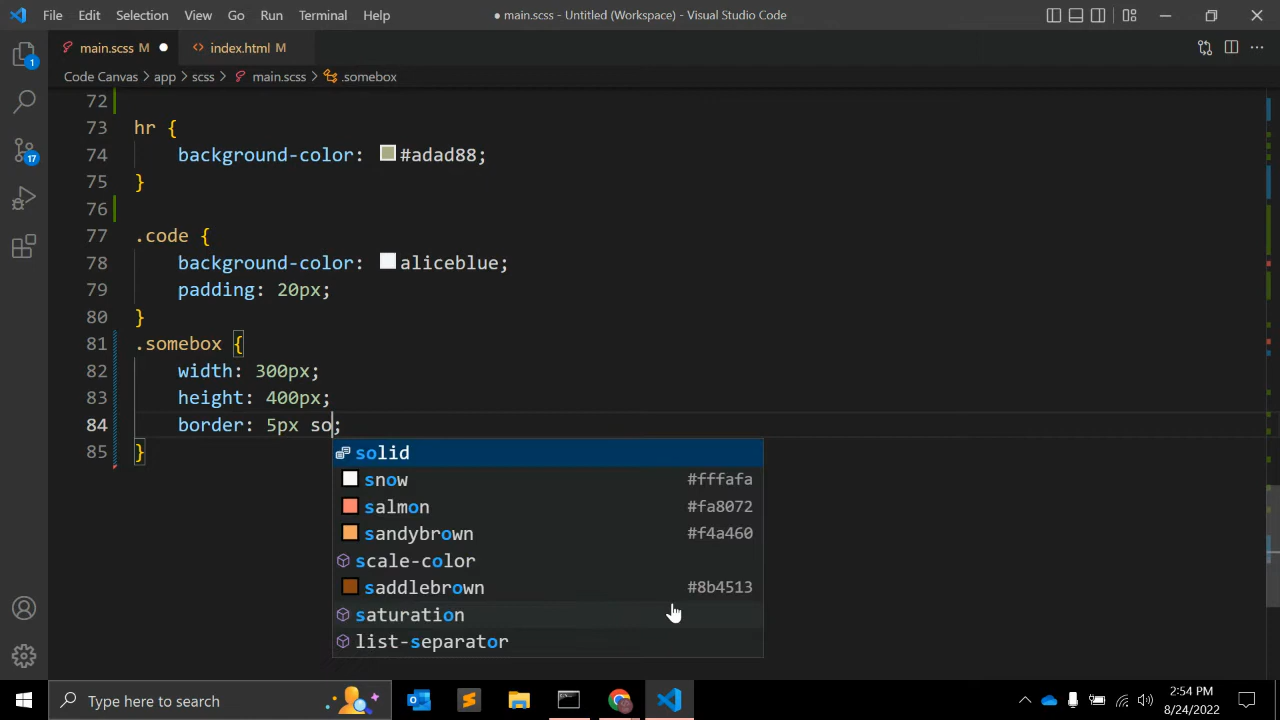 File Edit Selection View Go Run Terminal Help
● main.scss - Untitled (Workspace) - Visual Studio Code
main.scss M ●
index.html M
Code Canvas > app > scss > main.scss > .somebox
72
73 hr {
74 background-color: #adad88;
75 }
76
77 .code {
78 background-color: aliceblue;
79 padding: 20px;
80 }
81 .somebox {
82 width: 300px;
83 height: 400px;
84 border: 5px so;
85 }
solid
snow #fffafa
salmon #fa8072
sandybrown #f4a460
scale-color
saddlebrown #8b4513
saturation
list-separator
1
17
Type here to search
2:54 PM
8/24/2022